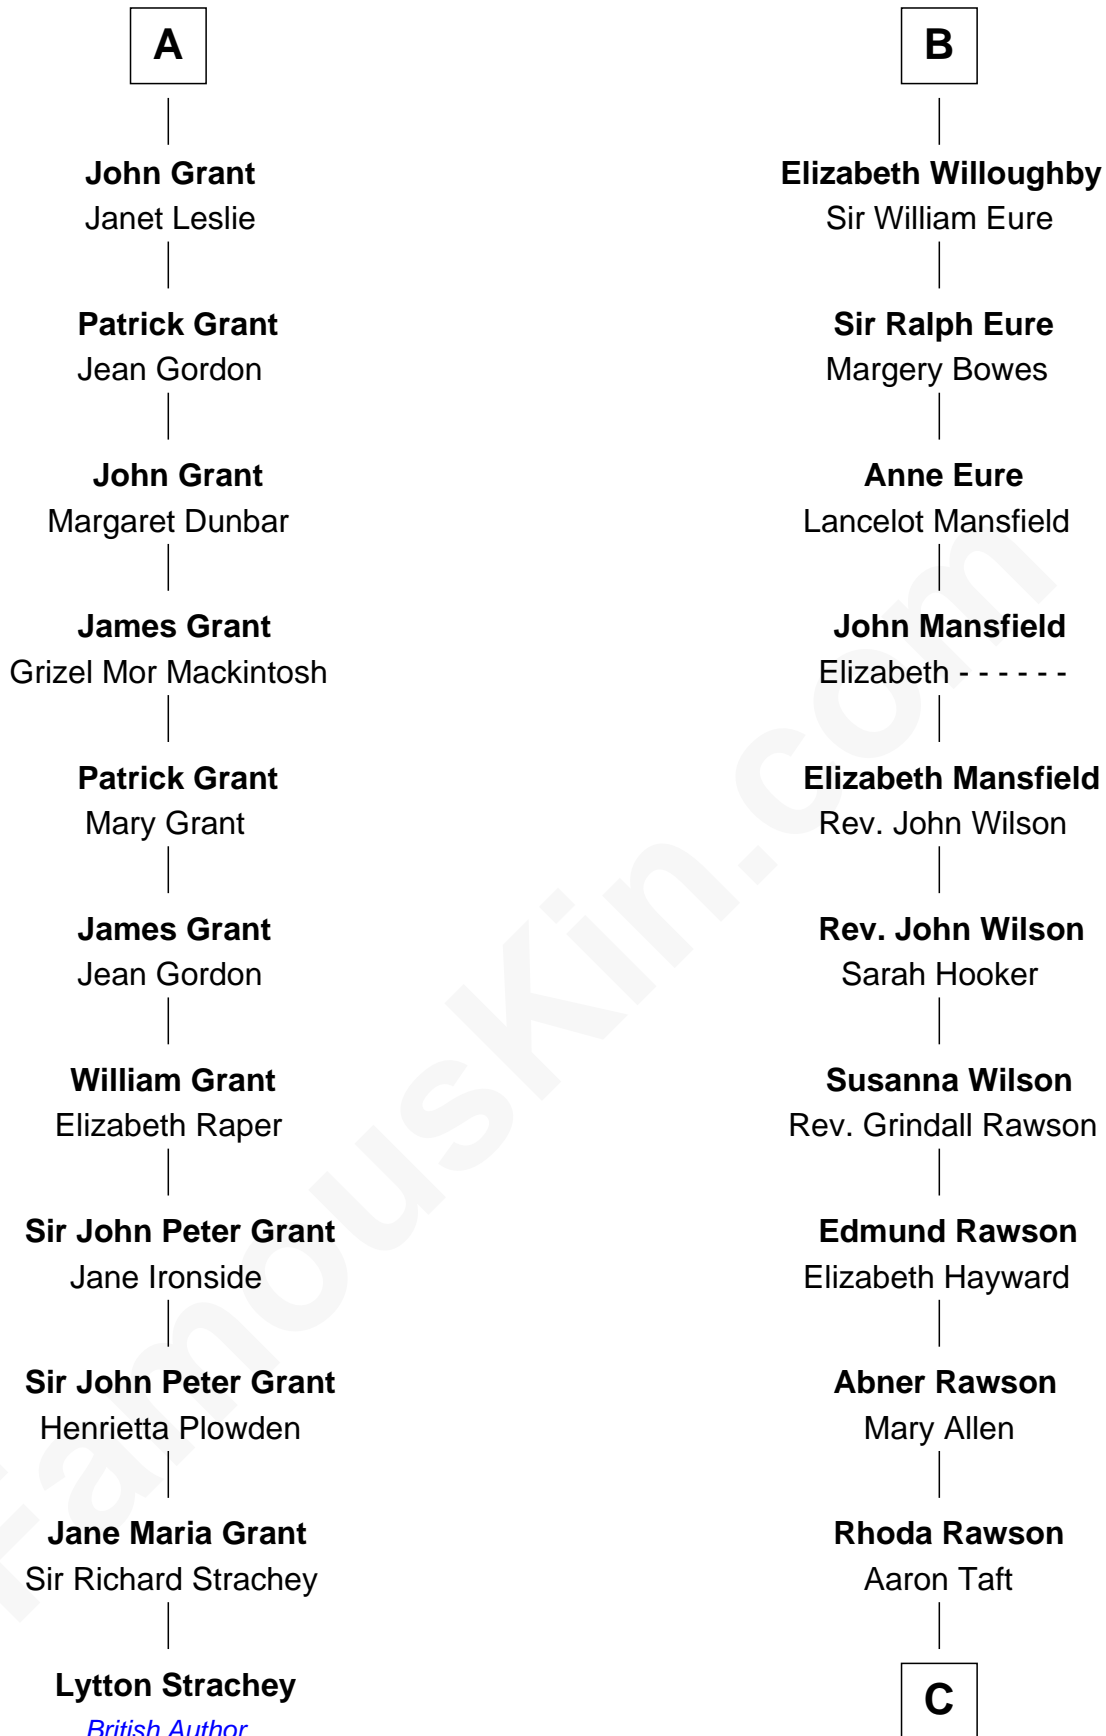 A
John Grant
Janet Leslie
Patrick Grant
Jean Gordon
John Grant
Margaret Dunbar
James Grant
Grizel Mor Mackintosh
Patrick Grant
Mary Grant
James Grant
Jean Gordon
William Grant
Elizabeth Raper
Sir John Peter Grant
Jane Ironside
Sir John Peter Grant
Henrietta Plowden
Jane Maria Grant
Sir Richard Strachey
Lytton Strachey
British Author
B
Elizabeth Willoughby
Sir William Eure
Sir Ralph Eure
Margery Bowes
Anne Eure
Lancelot Mansfield
John Mansfield
Elizabeth - - - - - -
Elizabeth Mansfield
Rev. John Wilson
Rev. John Wilson
Sarah Hooker
Susanna Wilson
Rev. Grindall Rawson
Edmund Rawson
Elizabeth Hayward
Abner Rawson
Mary Allen
Rhoda Rawson
Aaron Taft
C
FamousKin.com